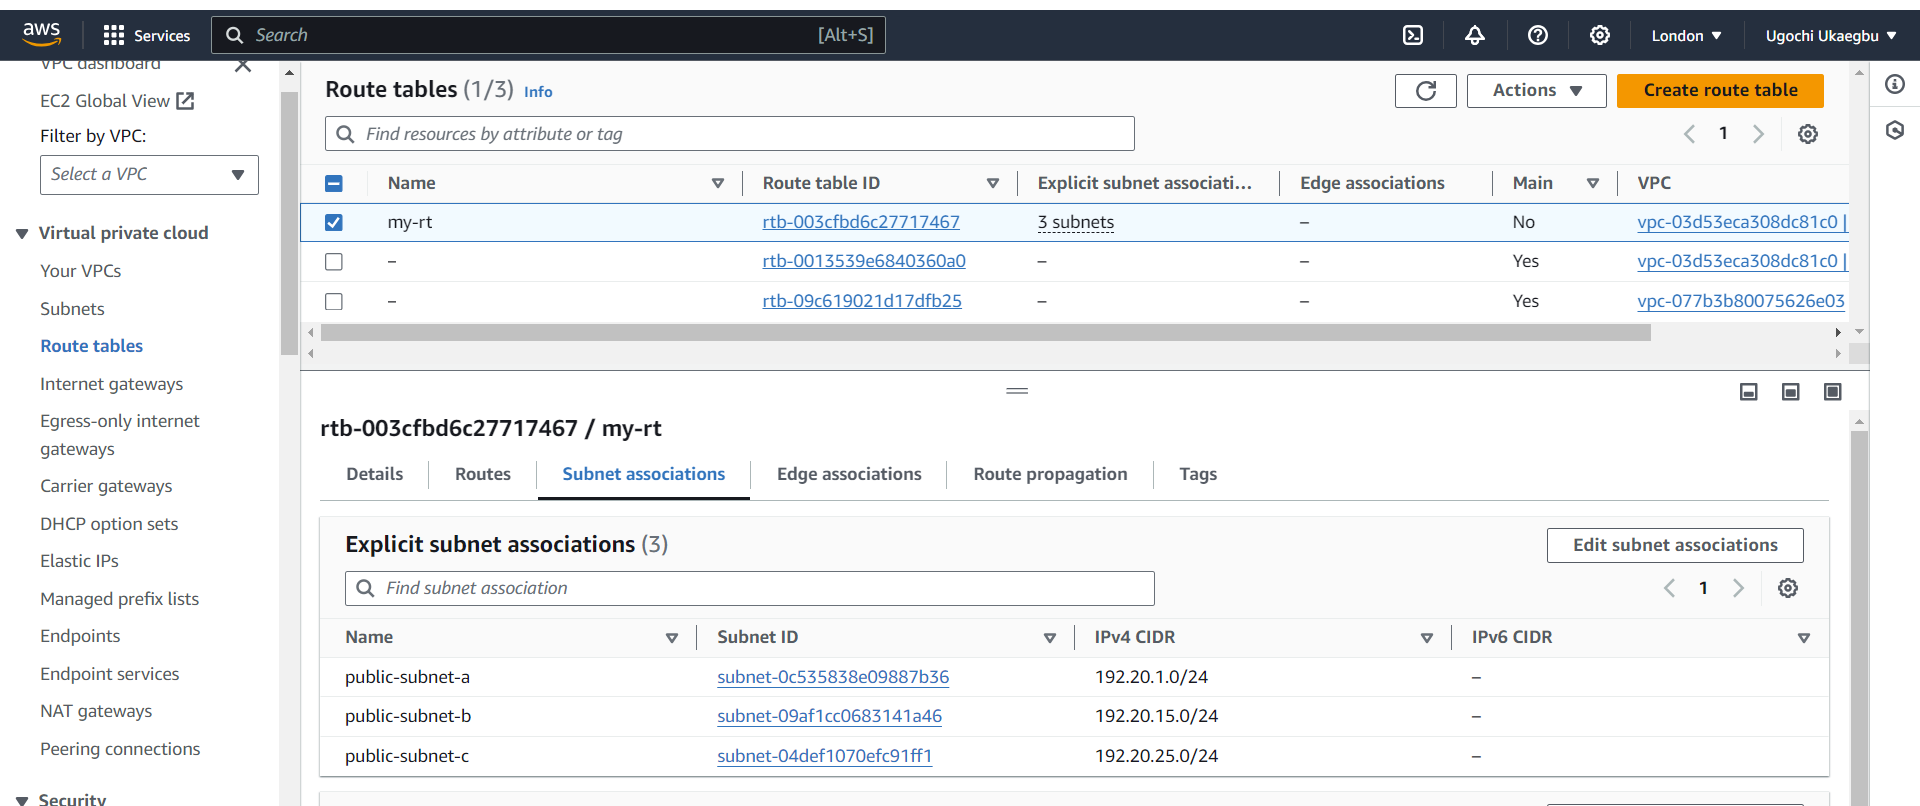 aws Services Search [Alt+S] London Ugochi Ukaegbu
VPC dashboard
EC2 Global View
Filter by VPC:
Select a VPC
Virtual private cloud
Your VPCs
Subnets
Route tables
Internet gateways
Egress-only internet
gateways
Carrier gateways
DHCP option sets
Elastic IPs
Managed prefix lists
Endpoints
Endpoint services
NAT gateways
Peering connections
Security
Route tables (1/3) Info Actions Create route table
Find resources by attribute or tag 1
Name Route table ID Explicit subnet associati... Edge associations Main VPC
my-rt rtb-003cfbd6c27717467 3 subnets – No vpc-03d53eca308dc81c0 |
– rtb-0013539e6840360a0 – – Yes vpc-03d53eca308dc81c0 |
– rtb-09c619021d17dfb25 – – Yes vpc-077b3b80075626e03
rtb-003cfbd6c27717467 / my-rt
Details Routes Subnet associations Edge associations Route propagation Tags
Explicit subnet associations (3) Edit subnet associations
Find subnet association 1
Name Subnet ID IPv4 CIDR IPv6 CIDR
public-subnet-a subnet-0c535838e09887b36 192.20.1.0/24 –
public-subnet-b subnet-09af1cc0683141a46 192.20.15.0/24 –
public-subnet-c subnet-04def1070efc91ff1 192.20.25.0/24 –